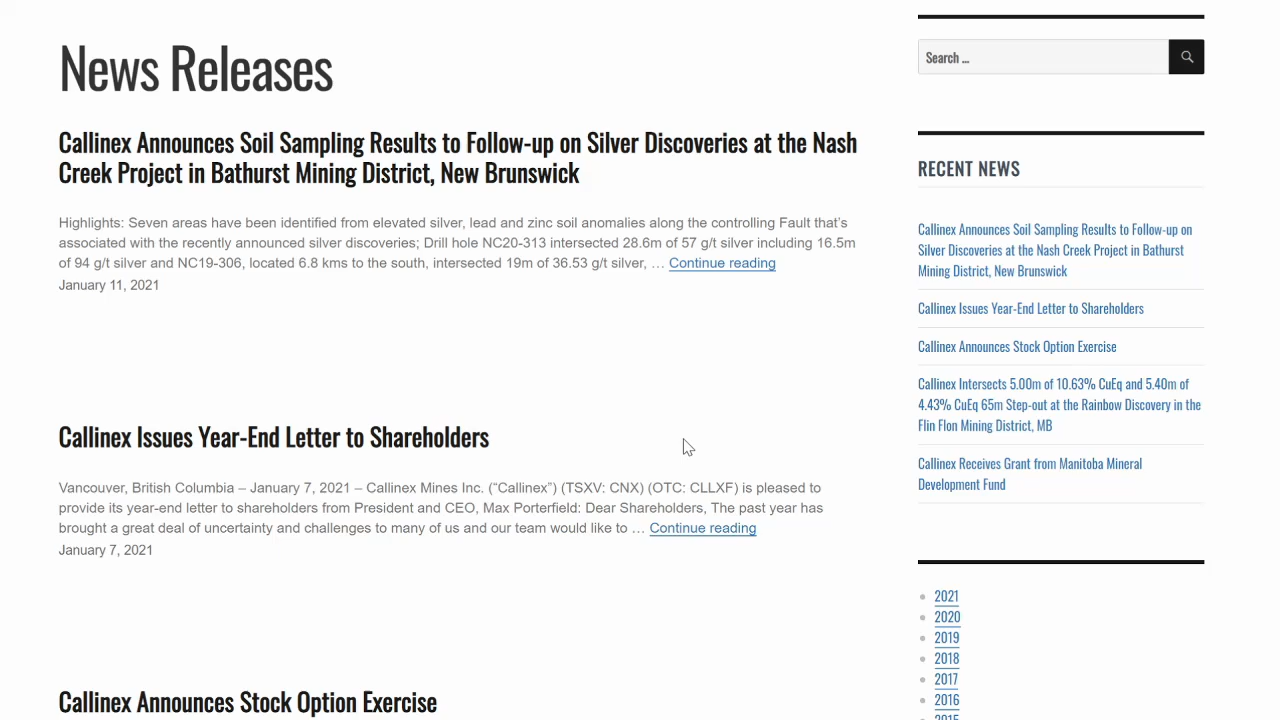 News Releases
Callinex Announces Soil Sampling Results to Follow-up on Silver Discoveries at the Nash
Creek Project in Bathurst Mining District, New Brunswick
Highlights: Seven areas have been identified from elevated silver, lead and zinc soil anomalies along the controlling Fault that’s
associated with the recently announced silver discoveries; Drill hole NC20-313 intersected 28.6m of 57 g/t silver including 16.5m
of 94 g/t silver and NC19-306, located 6.8 kms to the south, intersected 19m of 36.53 g/t silver, … Continue reading
January 11, 2021
Callinex Issues Year-End Letter to Shareholders
Vancouver, British Columbia – January 7, 2021 – Callinex Mines Inc. (“Callinex”) (TSXV: CNX) (OTC: CLLXF) is pleased to
provide its year-end letter to shareholders from President and CEO, Max Porterfield: Dear Shareholders, The past year has
brought a great deal of uncertainty and challenges to many of us and our team would like to … Continue reading
January 7, 2021
Callinex Announces Stock Option Exercise
Search …
RECENT NEWS
Callinex Announces Soil Sampling Results to Follow-up on
Silver Discoveries at the Nash Creek Project in Bathurst
Mining District, New Brunswick
Callinex Issues Year-End Letter to Shareholders
Callinex Announces Stock Option Exercise
Callinex Intersects 5.00m of 10.63% CuEq and 5.40m of
4.43% CuEq 65m Step-out at the Rainbow Discovery in the
Flin Flon Mining District, MB
Callinex Receives Grant from Manitoba Mineral
Development Fund
2021
2020
2019
2018
2017
2016
2015